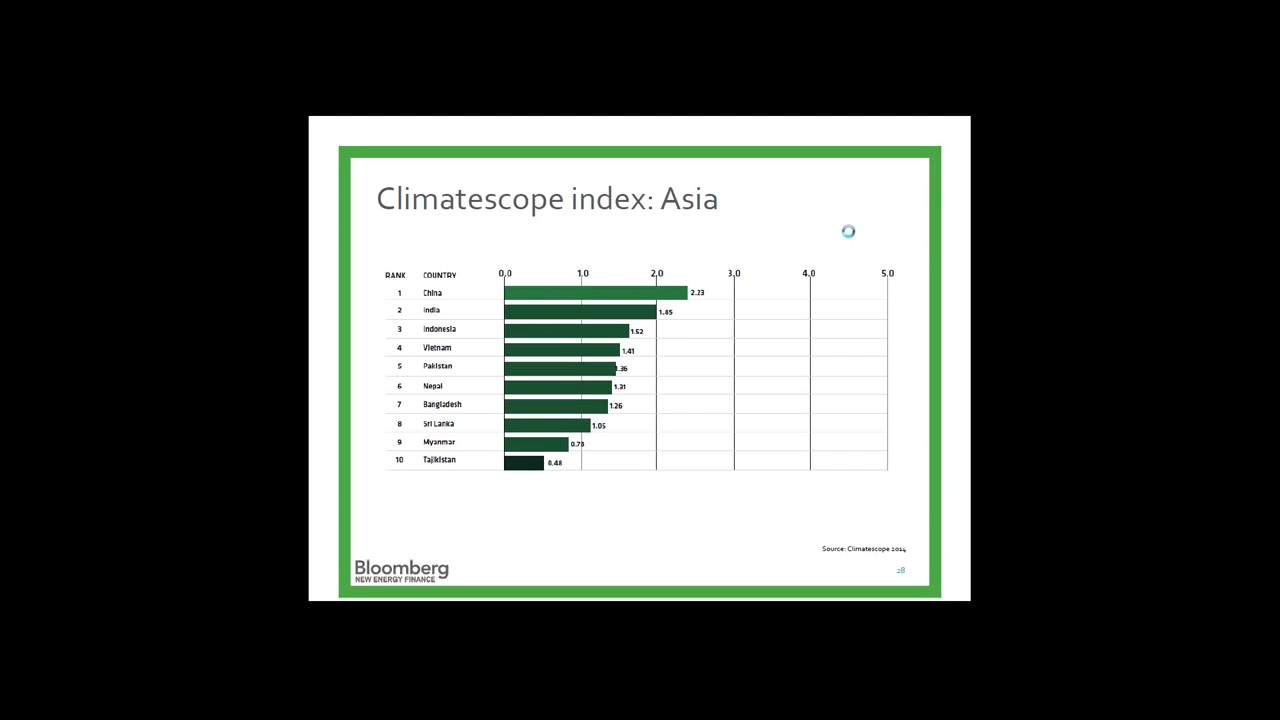 Climatescope index: Asia
RANK COUNTRY 0.0 1.0 2.0 3.0 4.0 5.0
1 China 2.23
2 India 1.85
3 Indonesia 1.52
4 Vietnam 1.41
5 Pakistan 1.36
6 Nepal 1.31
7 Bangladesh 1.26
8 Sri Lanka 1.05
9 Myanmar
10 Tajikistan 0.48
Source: Climatescope 2014
Bloomberg
NEW ENERGY FINANCE
28